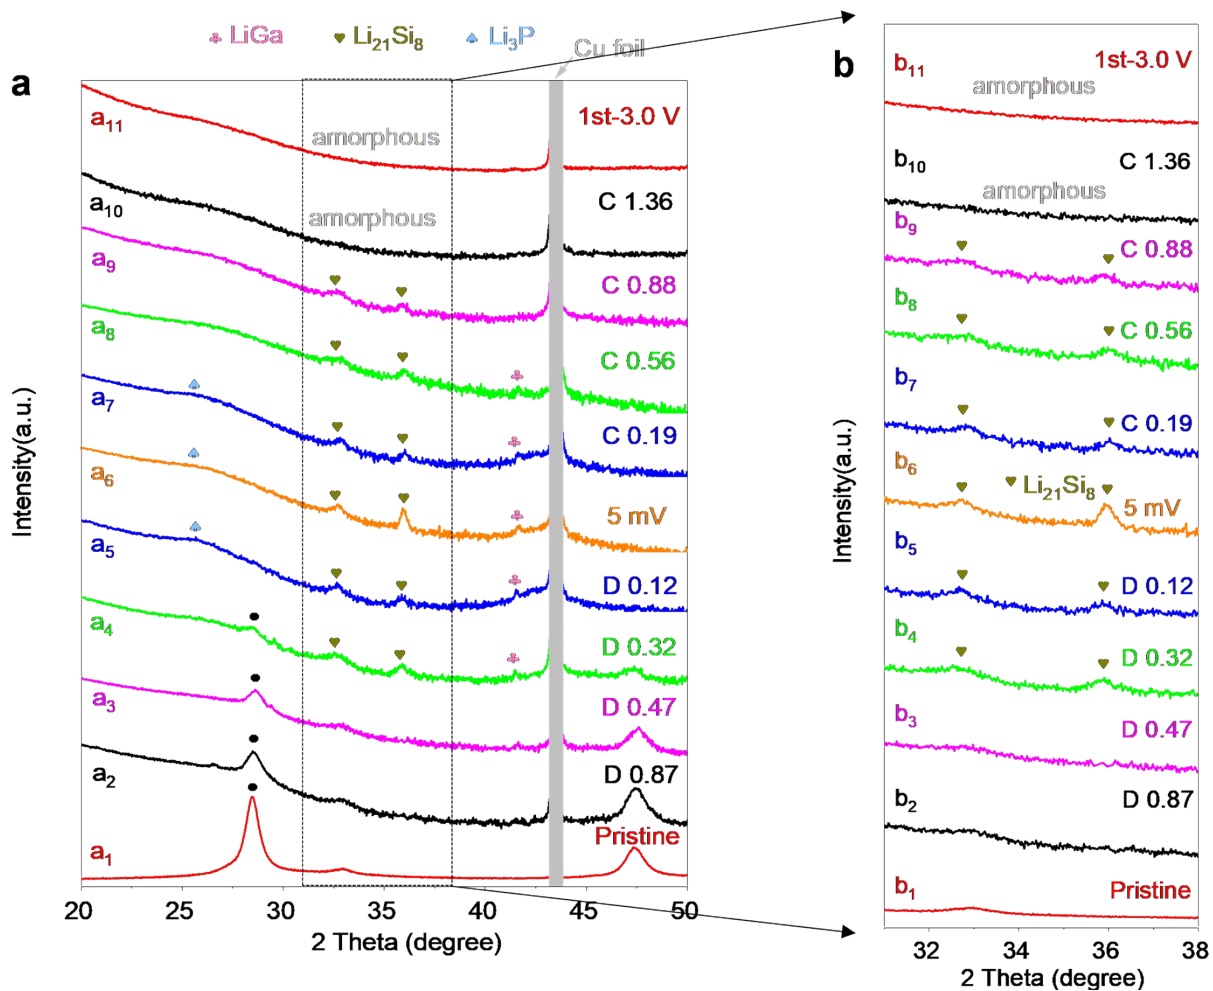 LiGa Li₂₁Si₈ Li₃P
Cu foil
a
a₁₁ amorphous 1st-3.0 V
a₁₀ amorphous C 1.36
a₉ C 0.88
a₈ C 0.56
a₇ C 0.19
a₆ 5 mV
a₅ D 0.12
a₄ D 0.32
a₃ D 0.47
a₂ D 0.87
a₁ Pristine
20 25 30 35 40 45 50
2 Theta (degree)
Intensity(a.u.)
b
b₁₁ 1st-3.0 V
amorphous
b₁₀ C 1.36
amorphous
b₉ C 0.88
b₈ C 0.56
b₇ C 0.19
b₆ Li₂₁Si₈ 5 mV
b₅ D 0.12
b₄ D 0.32
b₃ D 0.47
b₂ D 0.87
b₁ Pristine
32 34 36 38
2 Theta (degree)
Intensity(a.u.)